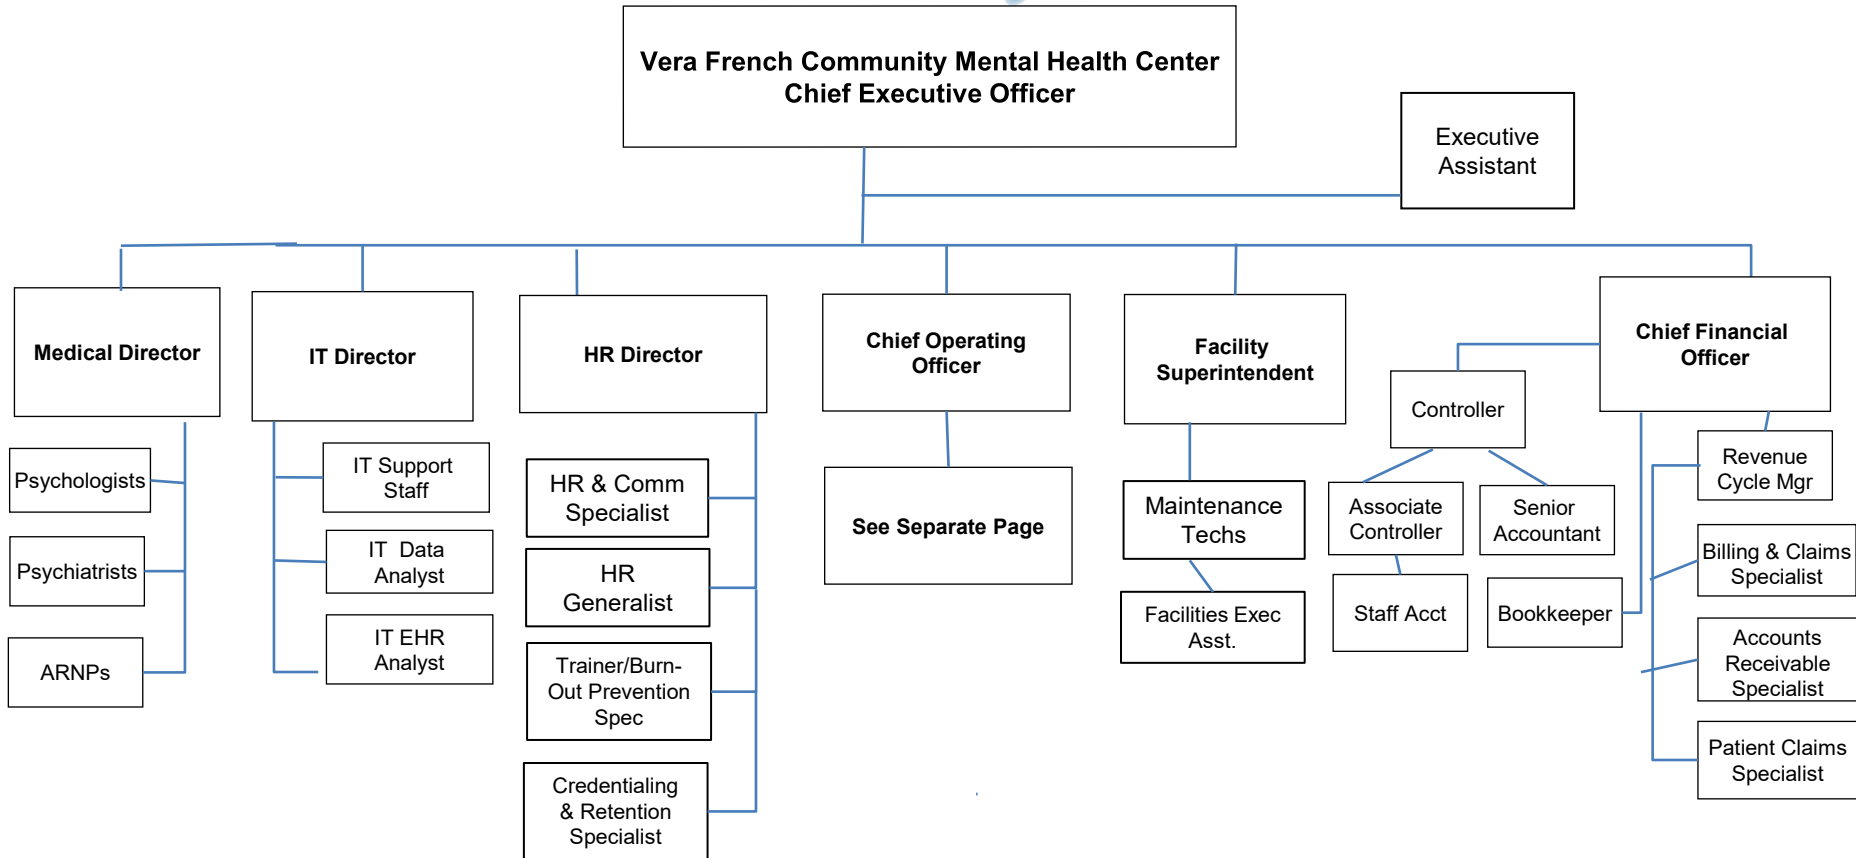 Vera French Community Mental Health Center
Chief Executive Officer
Executive
Assistant
Medical Director
IT Director
HR Director
Chief Operating
Officer
Facility
Superintendent
Chief Financial
Officer
Psychologists
Psychiatrists
ARNPs
IT Support
Staff
IT  Data
Analyst
IT EHR
Analyst
HR & Comm
Specialist
HR
Generalist
Trainer/Burn-
Out Prevention
Spec
Credentialing
& Retention
Specialist
See Separate Page
Maintenance
Techs
Facilities Exec
Asst.
Controller
Associate
Controller
Senior
Accountant
Staff Acct
Bookkeeper
Revenue
Cycle Mgr
Billing & Claims
Specialist
Accounts
Receivable
Specialist
Patient Claims
Specialist